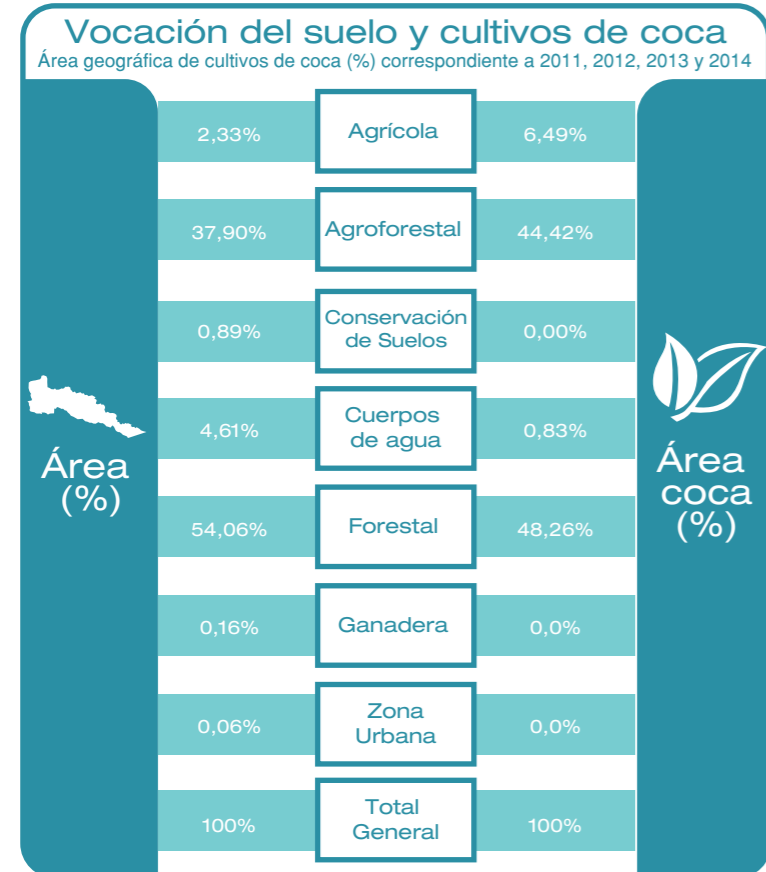 Vocación del suelo y cultivos de coca
Área geográfica de cultivos de coca (%) correspondiente a 2011, 2012, 2013 y 2014
Área
(%)
2,33%
Agrícola
6,49%
37,90%
Agroforestal
44,42%
0,89%
Conservación
de Suelos
0,00%
4,61%
Cuerpos
de agua
0,83%
54,06%
Forestal
48,26%
0,16%
Ganadera
0,0%
0,06%
Zona
Urbana
0,0%
100%
Total
General
100%
Área
coca
(%)